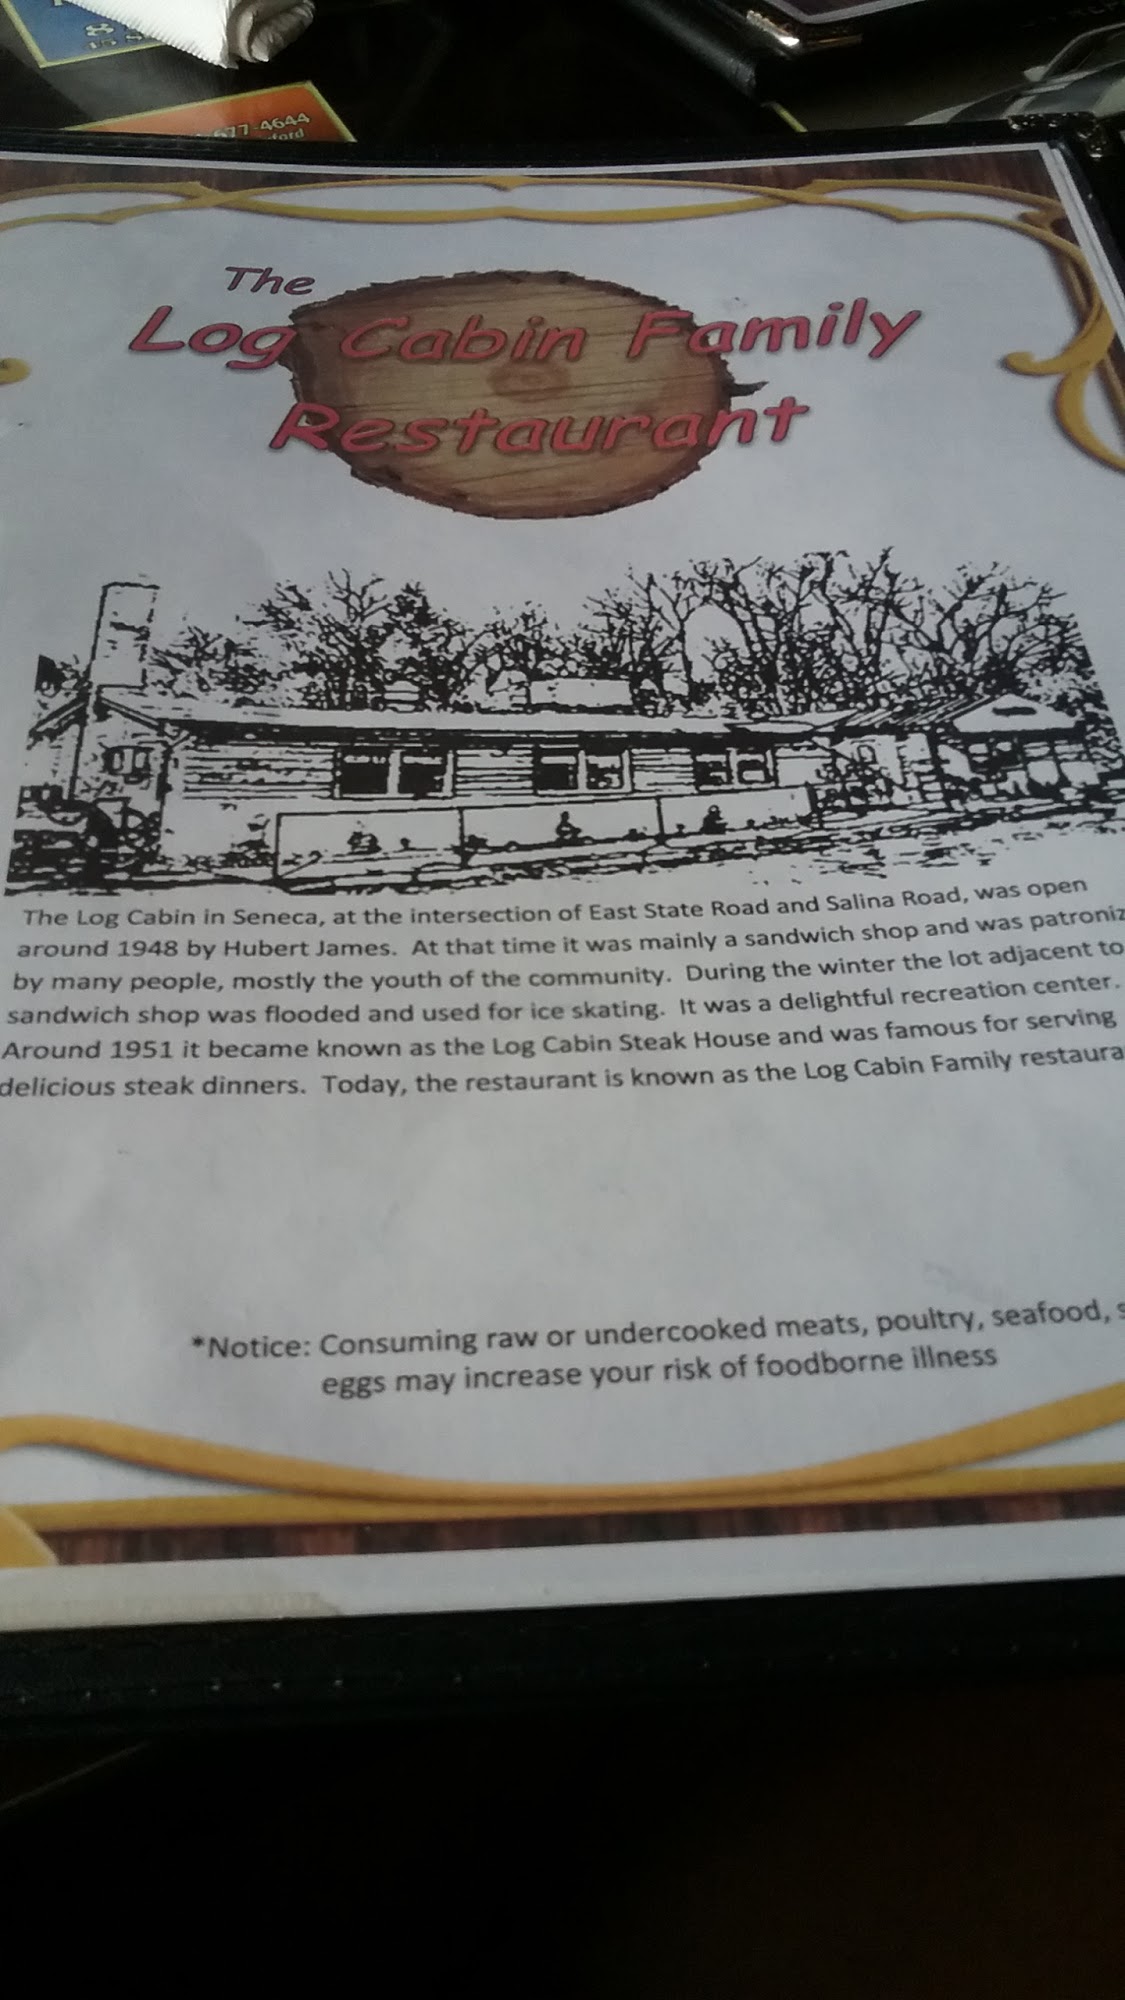 677-4644
The
Log Cabin Family
Restaurant
The Log Cabin in Seneca, at the intersection of East State Road and Salina Road, was open
around 1948 by Hubert James. At that time it was mainly a sandwich shop and was patroniz
by many people, mostly the youth of the community. During the winter the lot adjacent to
sandwich shop was flooded and used for ice skating. It was a delightful recreation center.
Around 1951 it became known as the Log Cabin Steak House and was famous for serving
delicious steak dinners. Today, the restaurant is known as the Log Cabin Family restaura
*Notice: Consuming raw or undercooked meats, poultry, seafood, s
eggs may increase your risk of foodborne illness